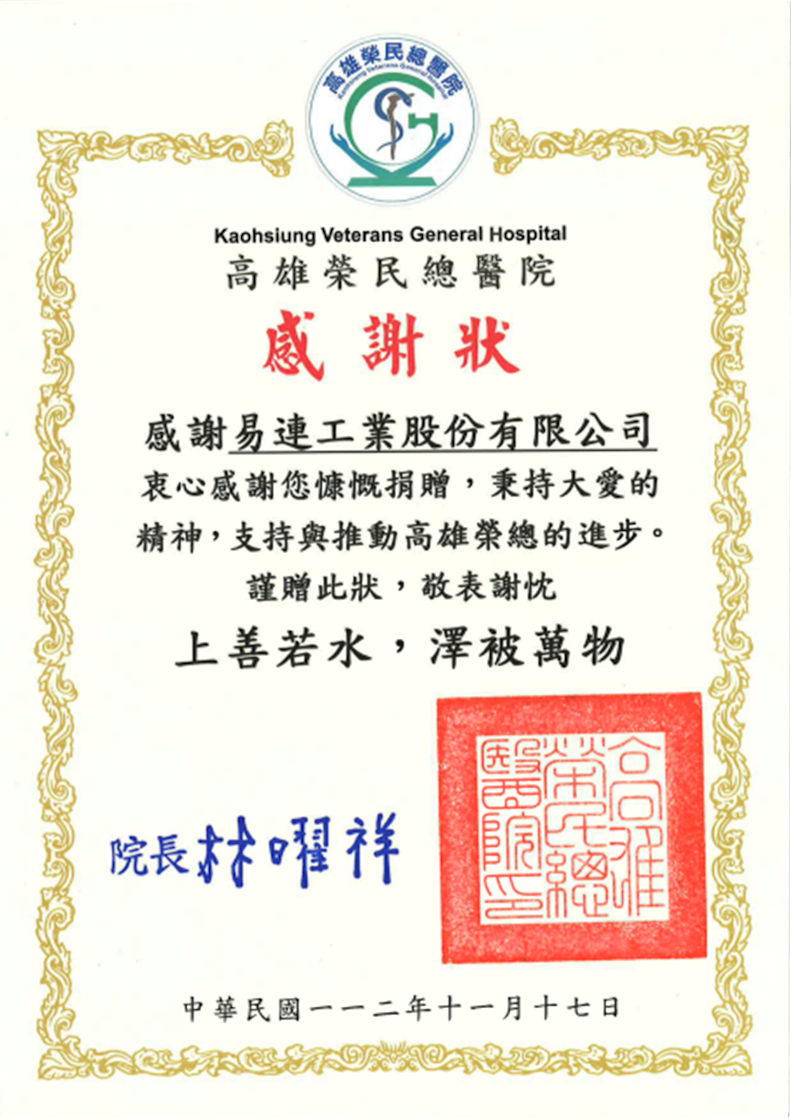 高雄榮民總醫院
Kaohsiung Veterans General Hospital
Kaohsiung Veterans General Hospital
高雄榮民總醫院
感謝狀
感謝易連工業股份有限公司
衷心感謝您慷慨捐贈，秉持大愛的
精神，支持與推動高雄榮總的進步。
謹贈此狀，敬表謝忱
上善若水，澤被萬物
高雄榮民總醫院印
院長林曜祥
中華民國一一二年十一月十七日